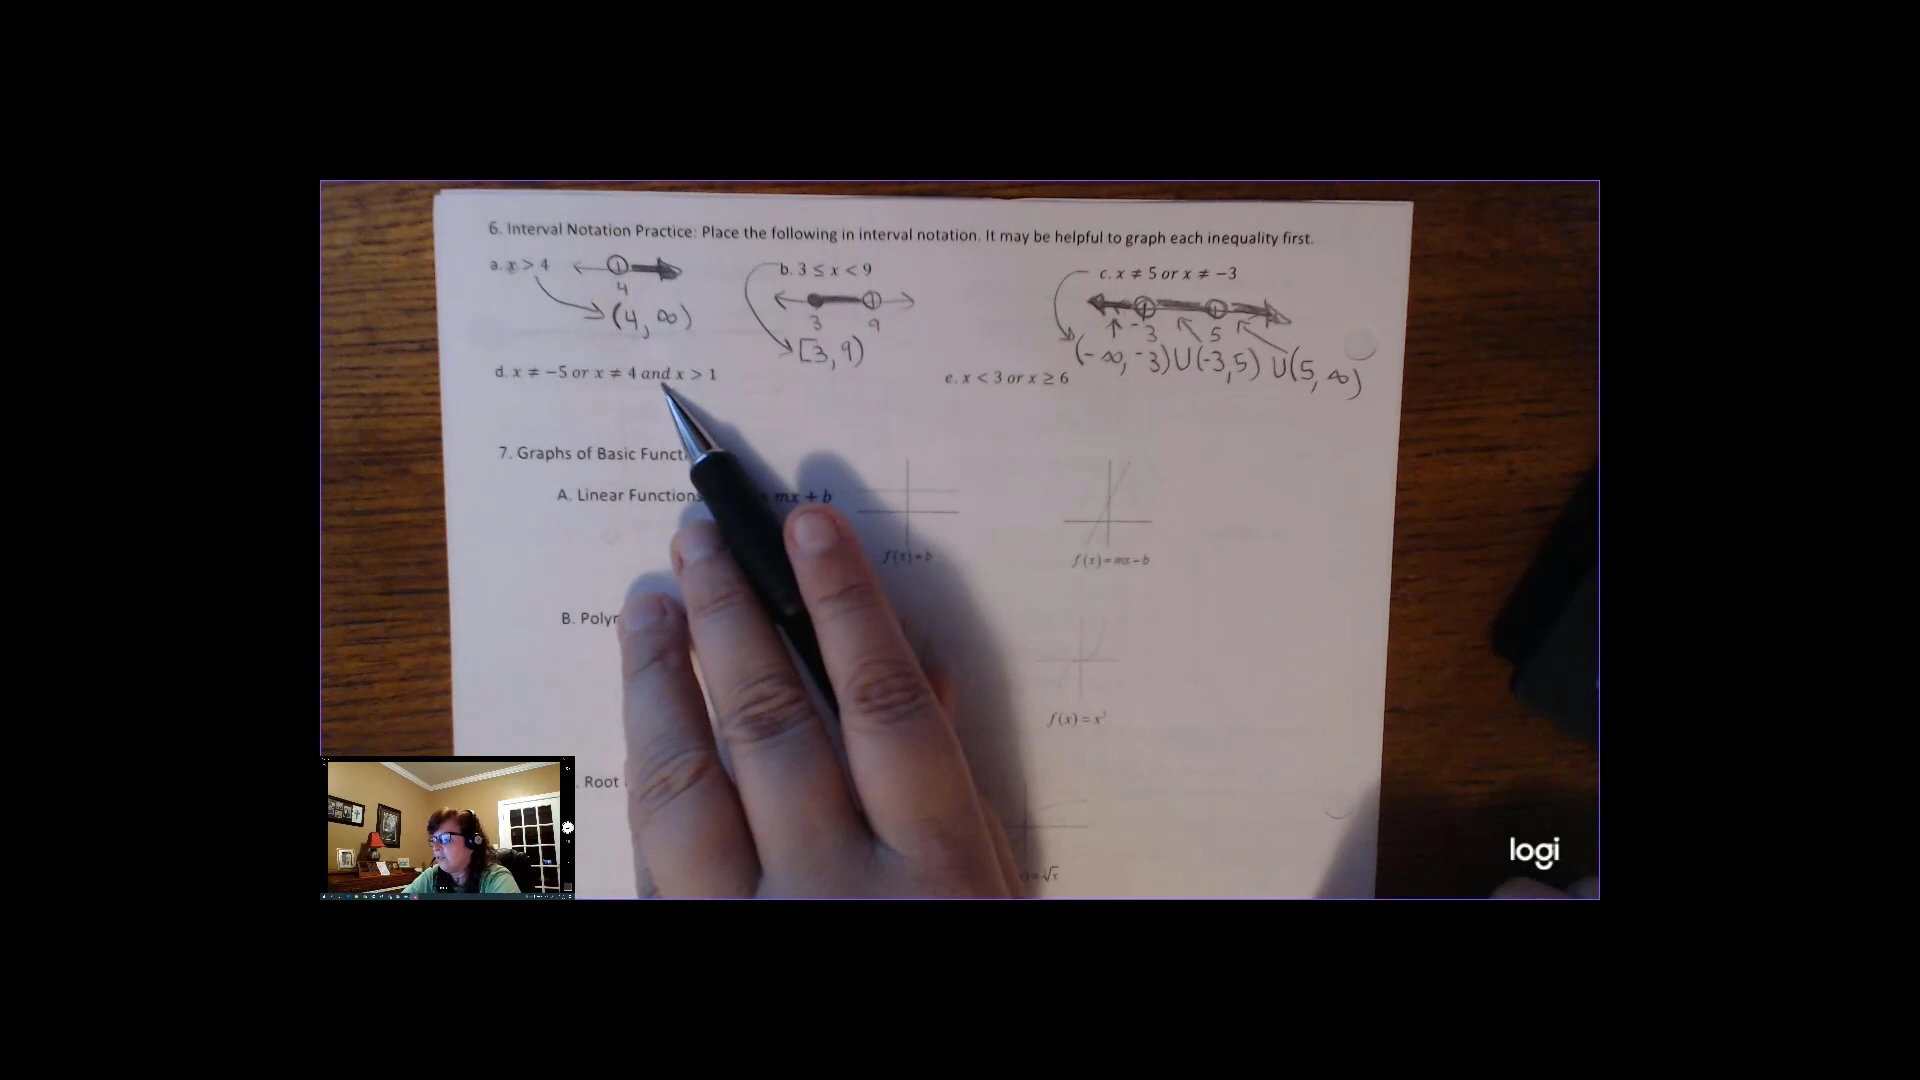 6. Interval Notation Practice: Place the following in interval notation. It may be helpful to graph each inequality first.
a. x > 4
4
(4, ∞)
b. 3 ≤ x < 9
3 9
[3, 9)
c. x ≠ 5 or x ≠ −3
-3 5
(-∞, -3) U (-3, 5) U (5, ∞)
d. x ≠ −5 or x ≠ 4 and x > 1
e. x < 3 or x ≥ 6
7. Graphs of Basic
A. Linear Functions
mx + b
f(x) = b
f(x) = mx − b
B.
f(x) = x³
Root
√x
logi